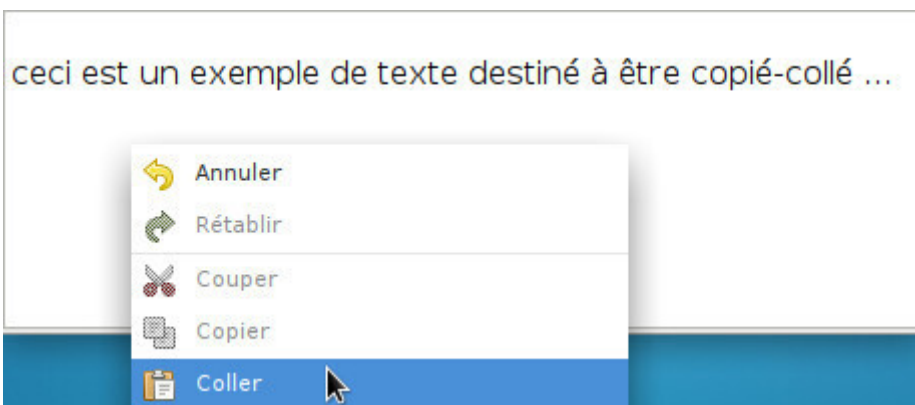 ceci est un exemple de texte destiné à être copié-collé ...
Annuler
Rétablir
Couper
Copier
Coller